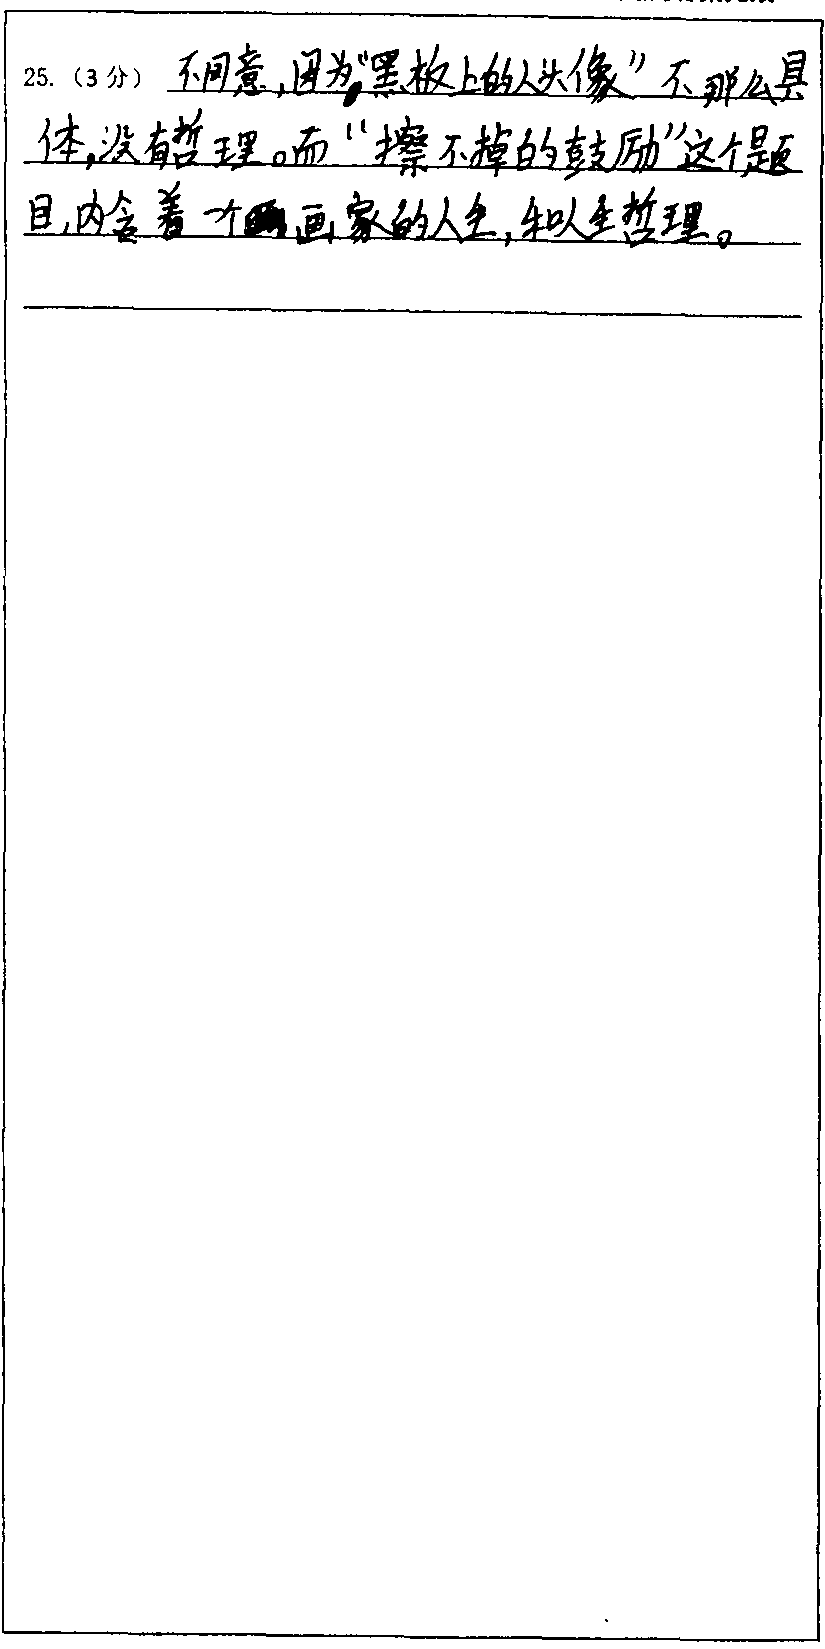 25.（3分）不同意,因为“黑板上的人头像”不那么具
体,没有哲理。而“擦不掉的鼓励”这个题
目,内含着一个画家的人生,和人生哲理。